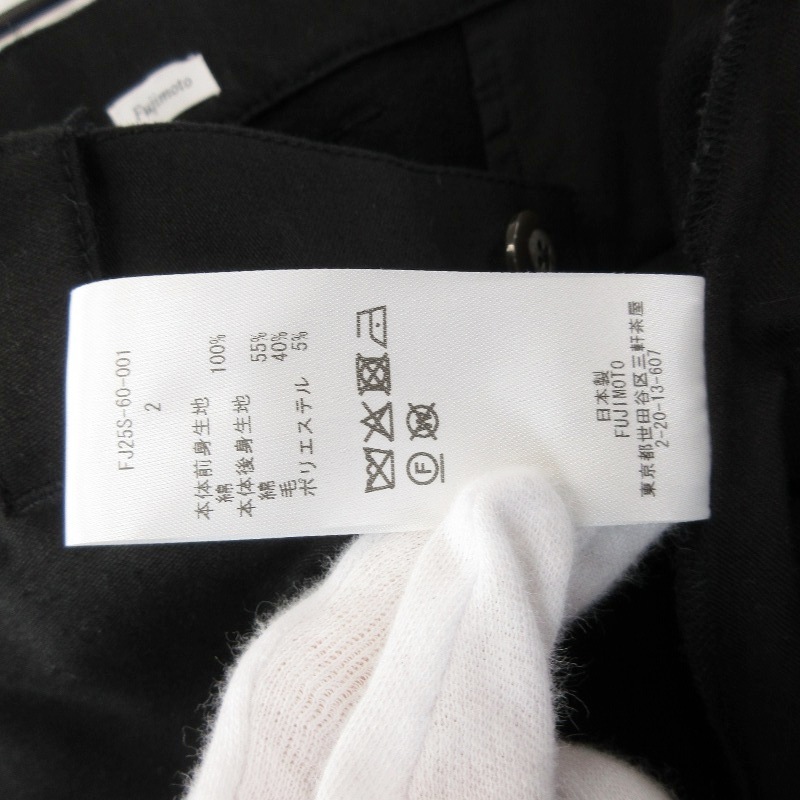 Fujimoto
FJ25S-60-001
2
本体前身生地
綿 100%
本体後身生地
綿 55%
毛 40%
ポリエステル 5%
F
W
日本製
FUJIMOTO
東京都世田谷区三軒茶屋
2-20-13-607